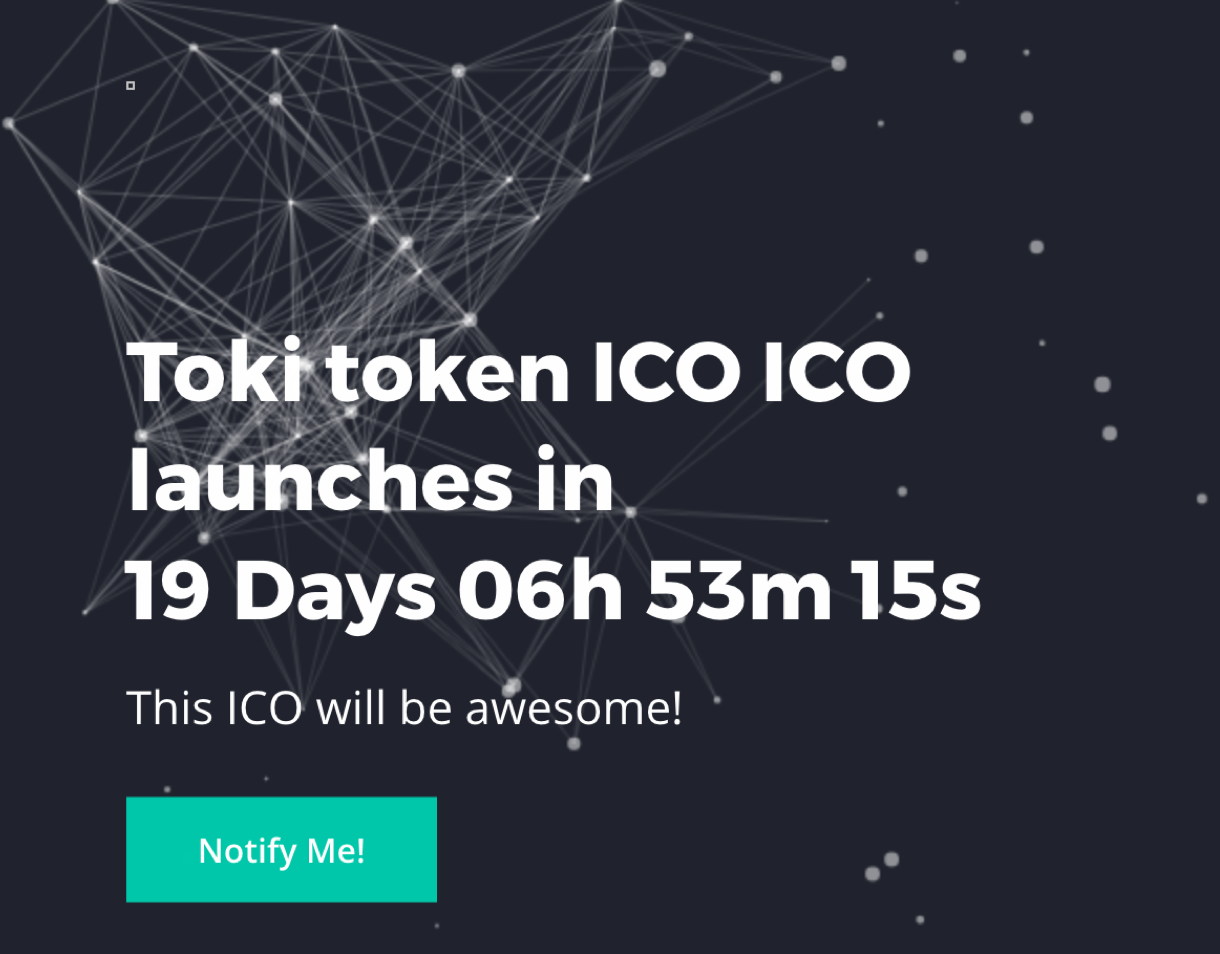 Toki token ICO ICO
launches in
19 Days 06h 53m 15s
This ICO will be awesome!
Notify Me!